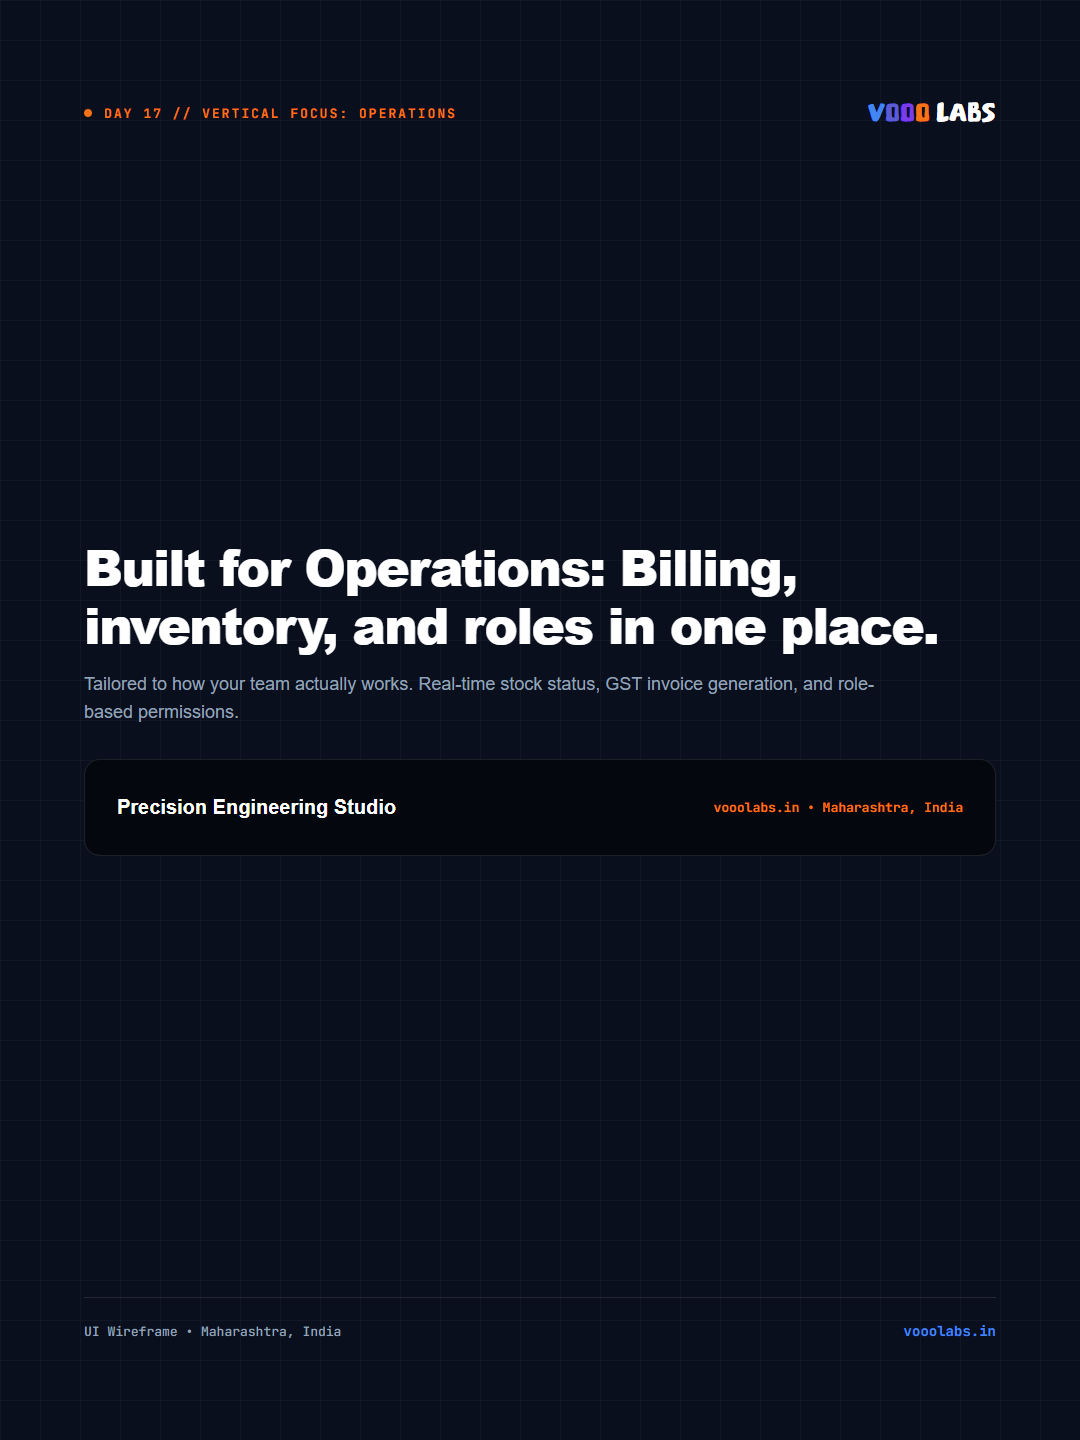 DAY 17 // VERTICAL FOCUS: OPERATIONS
VOOO LABS
Built for Operations: Billing,
inventory, and roles in one place.
Tailored to how your team actually works. Real-time stock status, GST invoice generation, and role-
based permissions.
Precision Engineering Studio
vooolabs.in • Maharashtra, India
UI Wireframe • Maharashtra, India
vooolabs.in